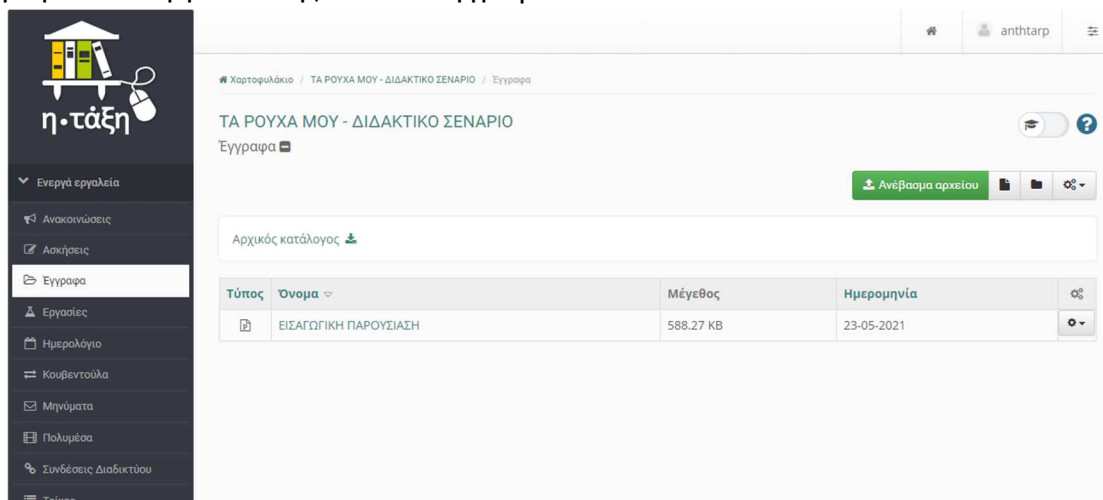 anthtarp
η·τάξη
Χαρτοφυλάκιο / ΤΑ ΡΟΥΧΑ ΜΟΥ - ΔΙΔΑΚΤΙΚΟ ΣΕΝΑΡΙΟ / Έγγραφα
ΤΑ ΡΟΥΧΑ ΜΟΥ - ΔΙΔΑΚΤΙΚΟ ΣΕΝΑΡΙΟ
Έγγραφα
Ενεργά εργαλεία
Ανέβασμα αρχείου
Ανακοινώσεις
Ασκήσεις
Έγγραφα
Εργασίες
Ημερολόγιο
Κουβεντούλα
Μηνύματα
Πολυμέσα
Συνδέσεις Διαδικτύου
Αρχικός κατάλογος
Τύπος Όνομα Μέγεθος Ημερομηνία
ΕΙΣΑΓΩΓΙΚΗ ΠΑΡΟΥΣΙΑΣΗ 588.27 KB 23-05-2021